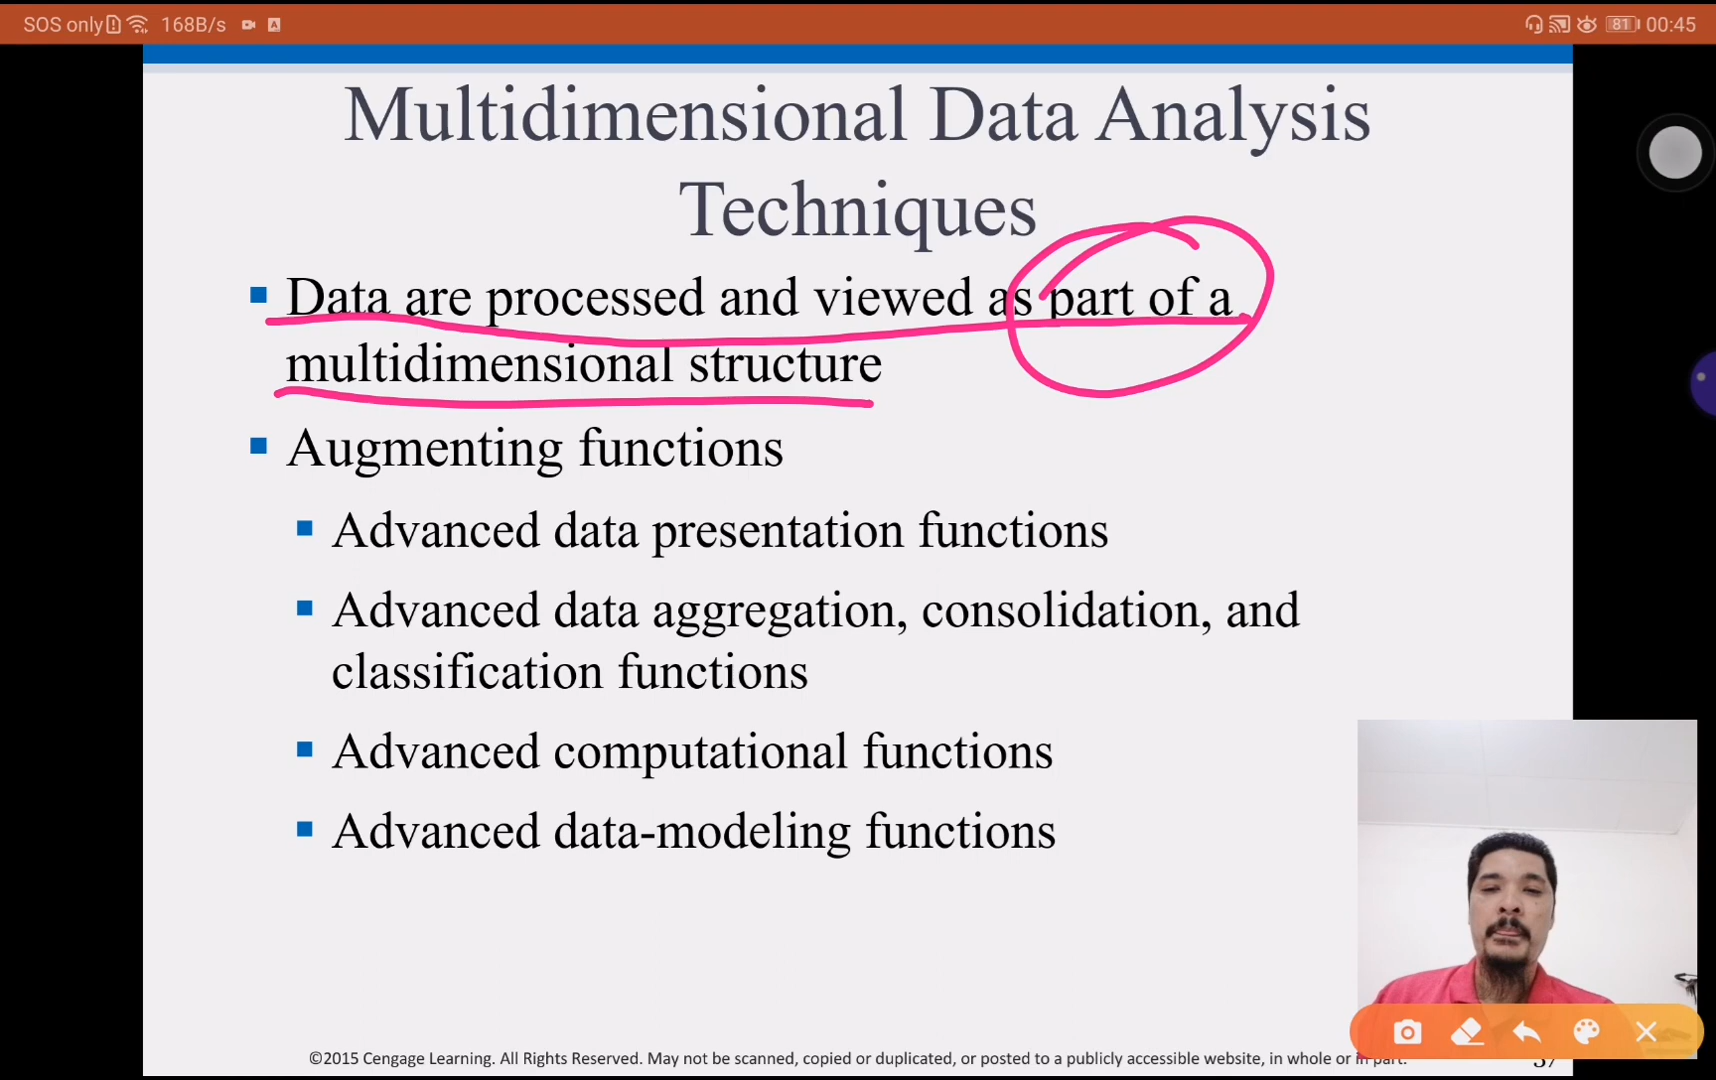 SOS only 168B/s A 81 00:45
Multidimensional Data Analysis
Techniques
Data are processed and viewed as part of a
multidimensional structure
Augmenting functions
Advanced data presentation functions
Advanced data aggregation, consolidation, and
classification functions
Advanced computational functions
Advanced data-modeling functions
©2015 Cengage Learning. All Rights Reserved. May not be scanned, copied or duplicated, or posted to a publicly accessible website, in whole or in part.